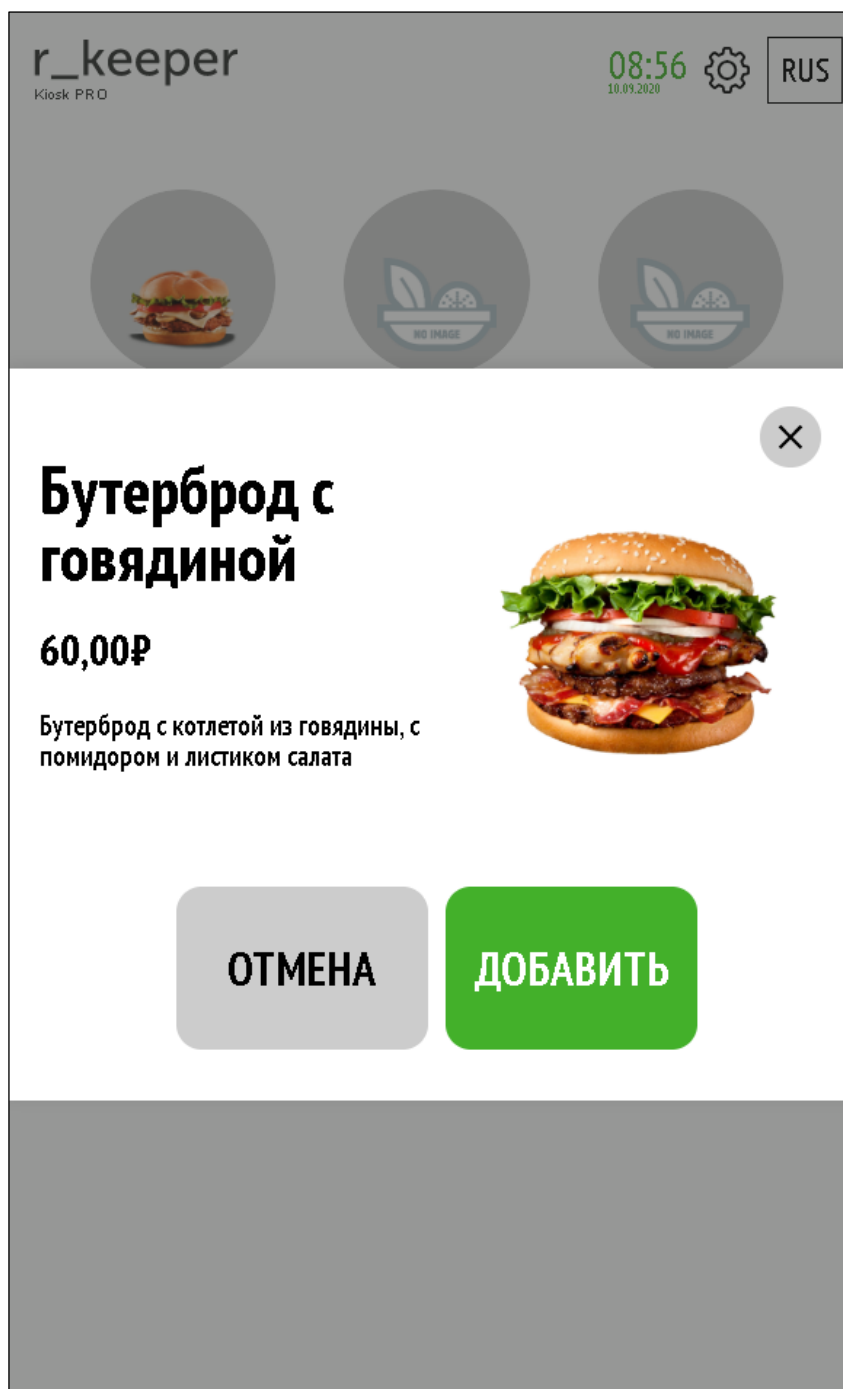 r_keeper
Kiosk PRO
08:56
10.09.2020
RUS
NO IMAGE
NO IMAGE
Бутерброд с
говядиной
60,00₽
Бутерброд с котлетой из говядины, с
помидором и листиком салата
ОТМЕНА
ДОБАВИТЬ